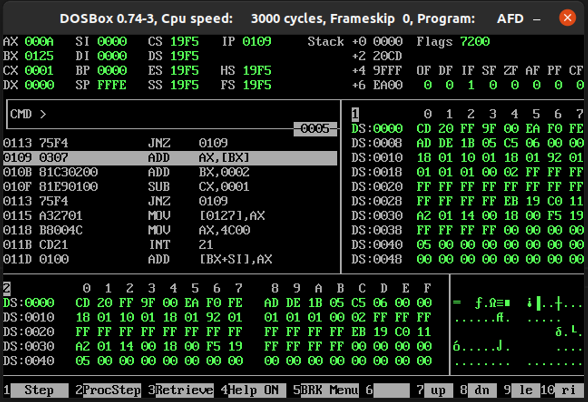 DOSBox 0.74-3, Cpu speed: 3000 cycles, Frameskip 0, Program: AFD
AX 000A SI 0000 CS 19F5 IP 0109 Stack +0 0000 Flags 7200
BX 0125 DI 0000 DS 19F5 +2 20CD
CX 0001 BP 0000 ES 19F5 HS 19F5 +4 9FFF OF DF IF SF ZF AF PF CF
DX 0000 SP FFFE SS 19F5 FS 19F5 +6 EA00 0 0 1 0 0 0 0 0
CMD >
0005
0113 75F4 JNZ 0109
0109 0307 ADD AX,[BX]
010B 81C30200 ADD BX,0002
010F 81E90100 SUB CX,0001
0113 75F4 JNZ 0109
0115 A32701 MOV [0127],AX
0118 B8004C MOV AX,4C00
011B CD21 INT 21
011D 0100 ADD [BX+SI],AX
1 0 1 2 3 4 5 6 7
DS:0000 CD 20 FF 9F 00 EA F0 FE
DS:0008 AD DE 1B 05 C5 06 00 00
DS:0010 18 01 10 01 18 01 92 01
DS:0018 01 01 01 00 02 FF FF FF
DS:0020 FF FF FF FF FF FF FF FF
DS:0028 FF FF FF FF EB 19 C0 11
DS:0030 A2 01 14 00 18 00 F5 19
DS:0038 FF FF FF FF 00 00 00 00
DS:0040 05 00 00 00 00 00 00 00
DS:0048 00 00 00 00 00 00 00 00
2 0 1 2 3 4 5 6 7 8 9 A B C D E F
DS:0000 CD 20 FF 9F 00 EA F0 FE AD DE 1B 05 C5 06 00 00
DS:0010 18 01 10 01 18 01 92 01 01 01 01 00 02 FF FF FF
DS:0020 FF FF FF FF FF FF FF FF FF FF FF FF EB 19 C0 11
DS:0030 A2 01 14 00 18 00 F5 19 FF FF FF FF 00 00 00 00
DS:0040 05 00 00 00 00 00 00 00 00 00 00 00 00 00 00 00
1 Step 2ProcStep 3Retrieve 4Help ON 5BRK Menu 6 7 up 8 dn 9 le 10 ri